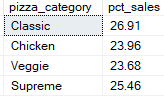 pizza_category pct_sales
Classic 26.91
Chicken 23.96
Veggie 23.68
Supreme 25.46